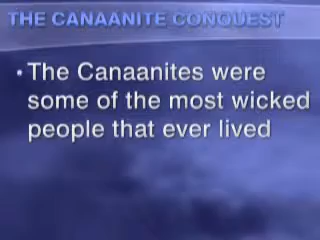 THE CANAANITE CONQUEST
• The Canaanites were
some of the most wicked
people that ever lived